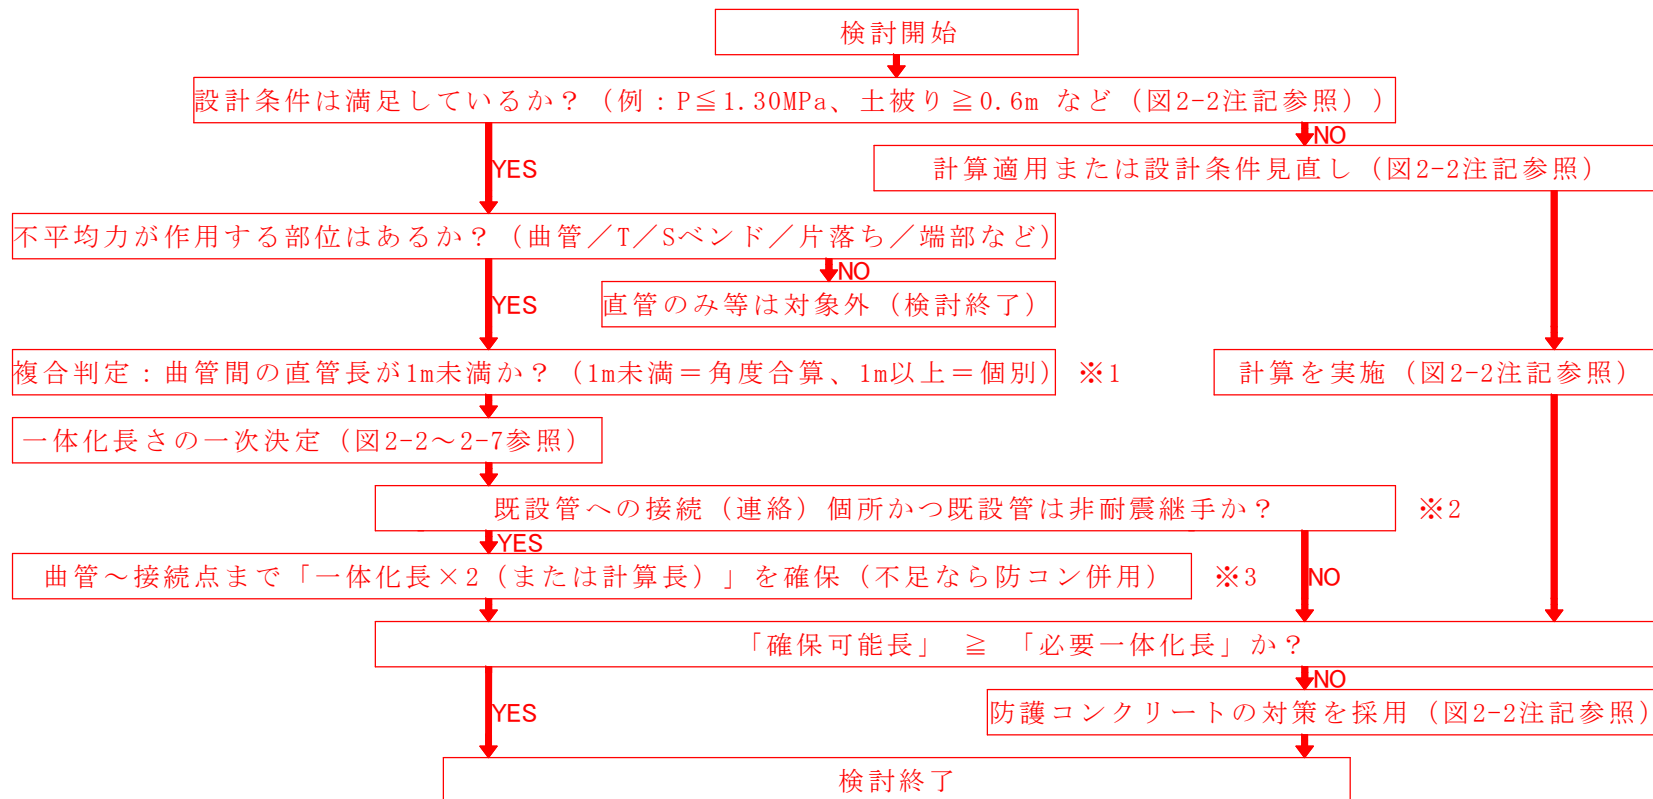 検討開始
設計条件は満足しているか？（例：P≦1.30MPa、土被り≧0.6m など（図2-2注記参照））
NO
YES
計算適用または設計条件見直し（図2-2注記参照）
不平均力が作用する部位はあるか？（曲管／T／Sベンド／片落ち／端部など）
NO
YES
直管のみ等は対象外（検討終了）
複合判定：曲管間の直管長が1m未満か？（1m未満＝角度合算、1m以上＝個別）
※1
計算を実施（図2-2注記参照）
一体化長さの一次決定（図2-2～2-7参照）
既設管への接続（連絡）個所かつ既設管は非耐震継手か？
※2
YES
曲管～接続点まで「一体化長×2（または計算長）」を確保（不足なら防コン併用）
※3
NO
「確保可能長」 ≧ 「必要一体化長」か？
NO
YES
防護コンクリートの対策を採用（図2-2注記参照）
検討終了